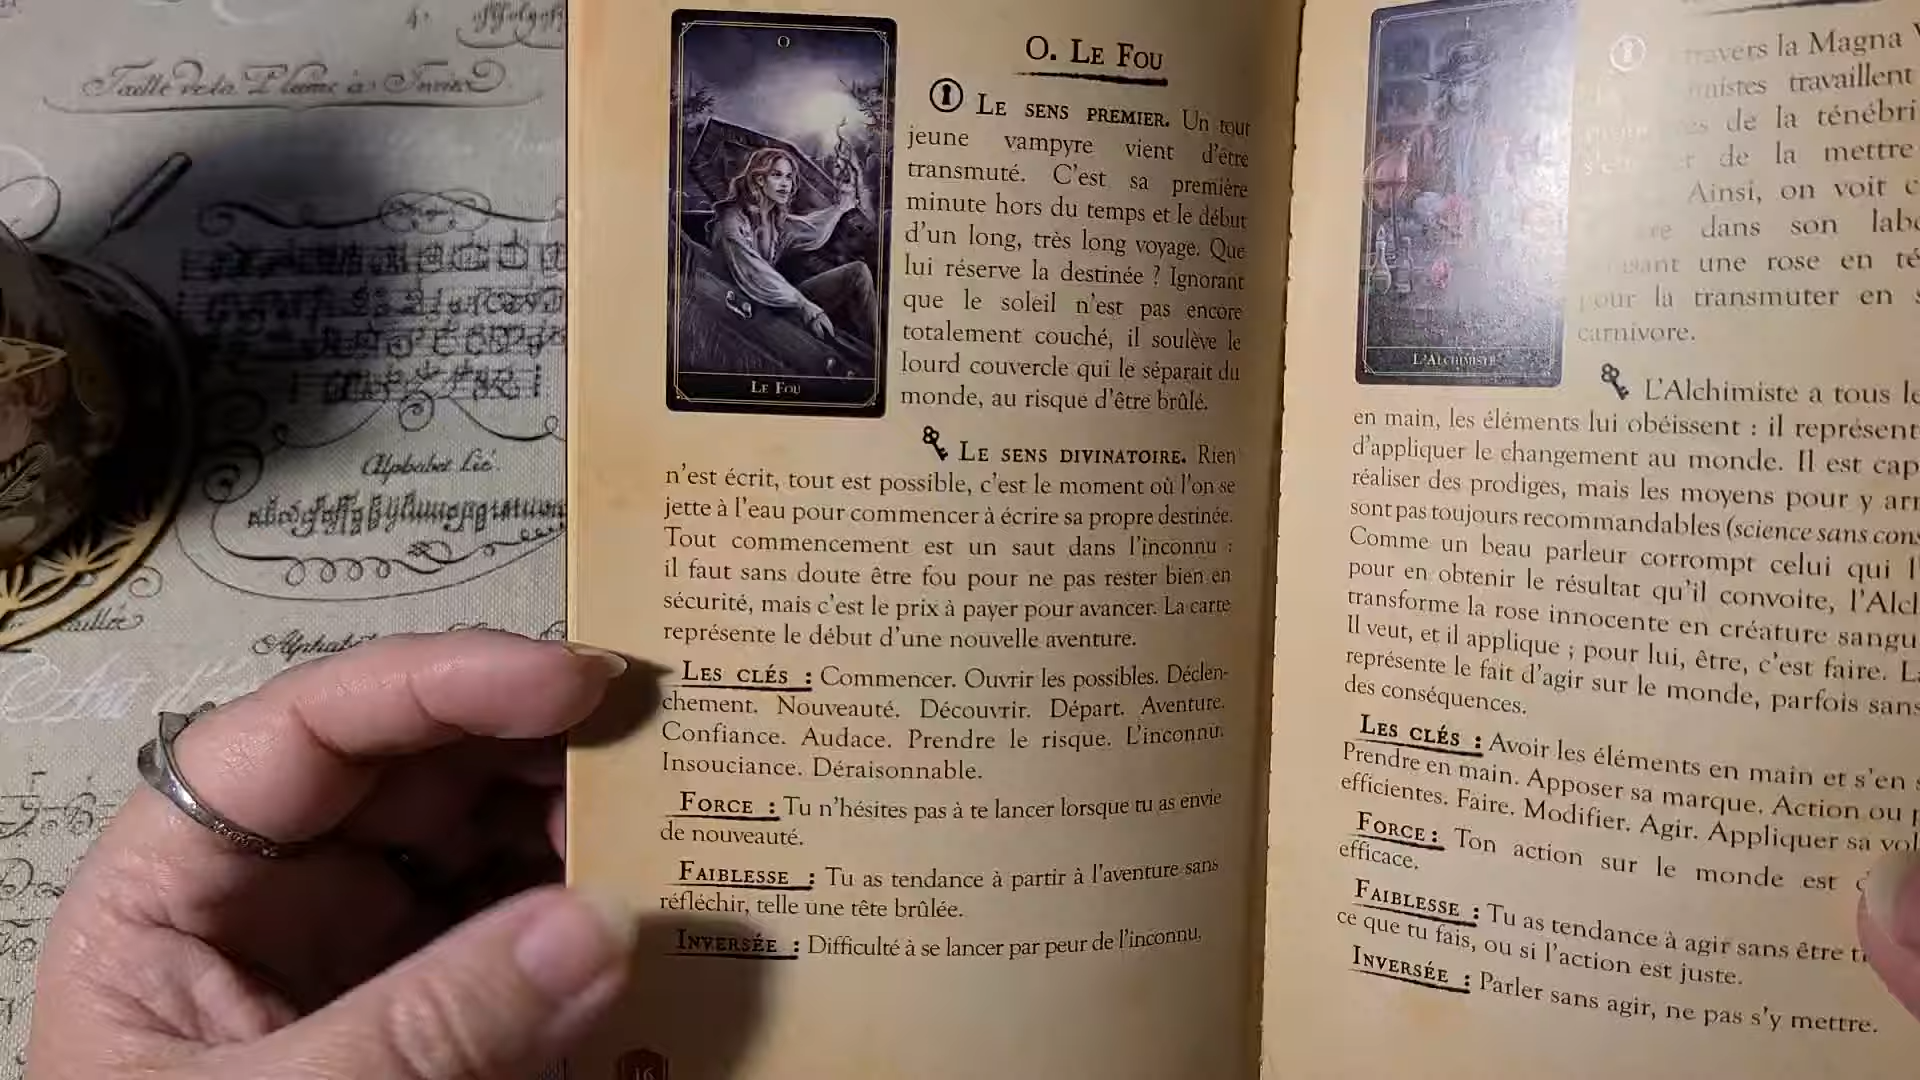 Taille de la Plume à Écrire
Alphabet Lié.
Alphabet
O
Le Fou
O. Le Fou
Le sens premier. Un tout
jeune vampyre vient d'être
transmuté. C'est sa première
minute hors du temps et le début
d'un long, très long voyage. Que
lui réserve la destinée ? Ignorant
que le soleil n'est pas encore
totalement couché, il soulève le
lourd couvercle qui le séparait du
monde, au risque d'être brûlé.
Le sens divinatoire. Rien
n'est écrit, tout est possible, c'est le moment où l'on se
jette à l'eau pour commencer à écrire sa propre destinée.
Tout commencement est un saut dans l'inconnu :
il faut sans doute être fou pour ne pas rester bien en
sécurité, mais c'est le prix à payer pour avancer. La carte
représente le début d'une nouvelle aventure.
Les clés : Commencer. Ouvrir les possibles. Déclen-
chement. Nouveauté. Découvrir. Départ. Aventure.
Confiance. Audace. Prendre le risque. L'inconnu.
Insouciance. Déraisonnable.
Force : Tu n'hésites pas à te lancer lorsque tu as envie
de nouveauté.
Faiblesse : Tu as tendance à partir à l'aventure sans
réfléchir, telle une tête brûlée.
Inversée : Difficulté à se lancer par peur de l'inconnu.
16
I
L'Alchimiste
travers la Magna
travaillent
de la ténébri
de la mettre
Ainsi, on voit
dans son labo
une rose en té
pour la transmuter en
carnivore.
L'Alchimiste a tous le
en main, les éléments lui obéissent : il représent
d'appliquer le changement au monde. Il est cap
réaliser des prodiges, mais les moyens pour y arr
sont pas toujours recommandables (science sans cons
Comme un beau parleur corrompt celui qui l'
pour en obtenir le résultat qu'il convoite, l'Alc
transforme la rose innocente en créature sangu
Il veut, et il applique ; pour lui, être, c'est faire. L
représente le fait d'agir sur le monde, parfois sans
des conséquences.
Les clés : Avoir les éléments en main et s'en
Prendre en main. Apposer sa marque. Action ou
efficientes. Faire. Modifier. Agir. Appliquer sa vol
Force : Ton action sur le monde est
efficace.
Faiblesse : Tu as tendance à agir sans être
ce que tu fais, ou si l'action est juste.
Inversée : Parler sans agir, ne pas s'y mettre.